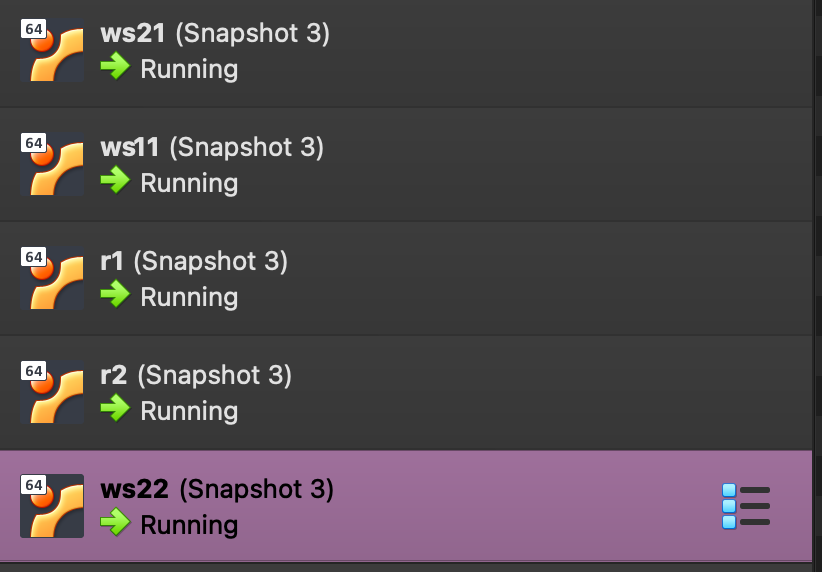 64
ws21 (Snapshot 3)
Running
64
ws11 (Snapshot 3)
Running
64
r1 (Snapshot 3)
Running
64
r2 (Snapshot 3)
Running
64
ws22 (Snapshot 3)
Running